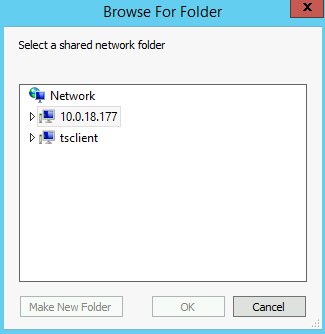 Browse For Folder
x
Select a shared network folder
Network
10.0.18.177
tsclient
Make New Folder
OK
Cancel